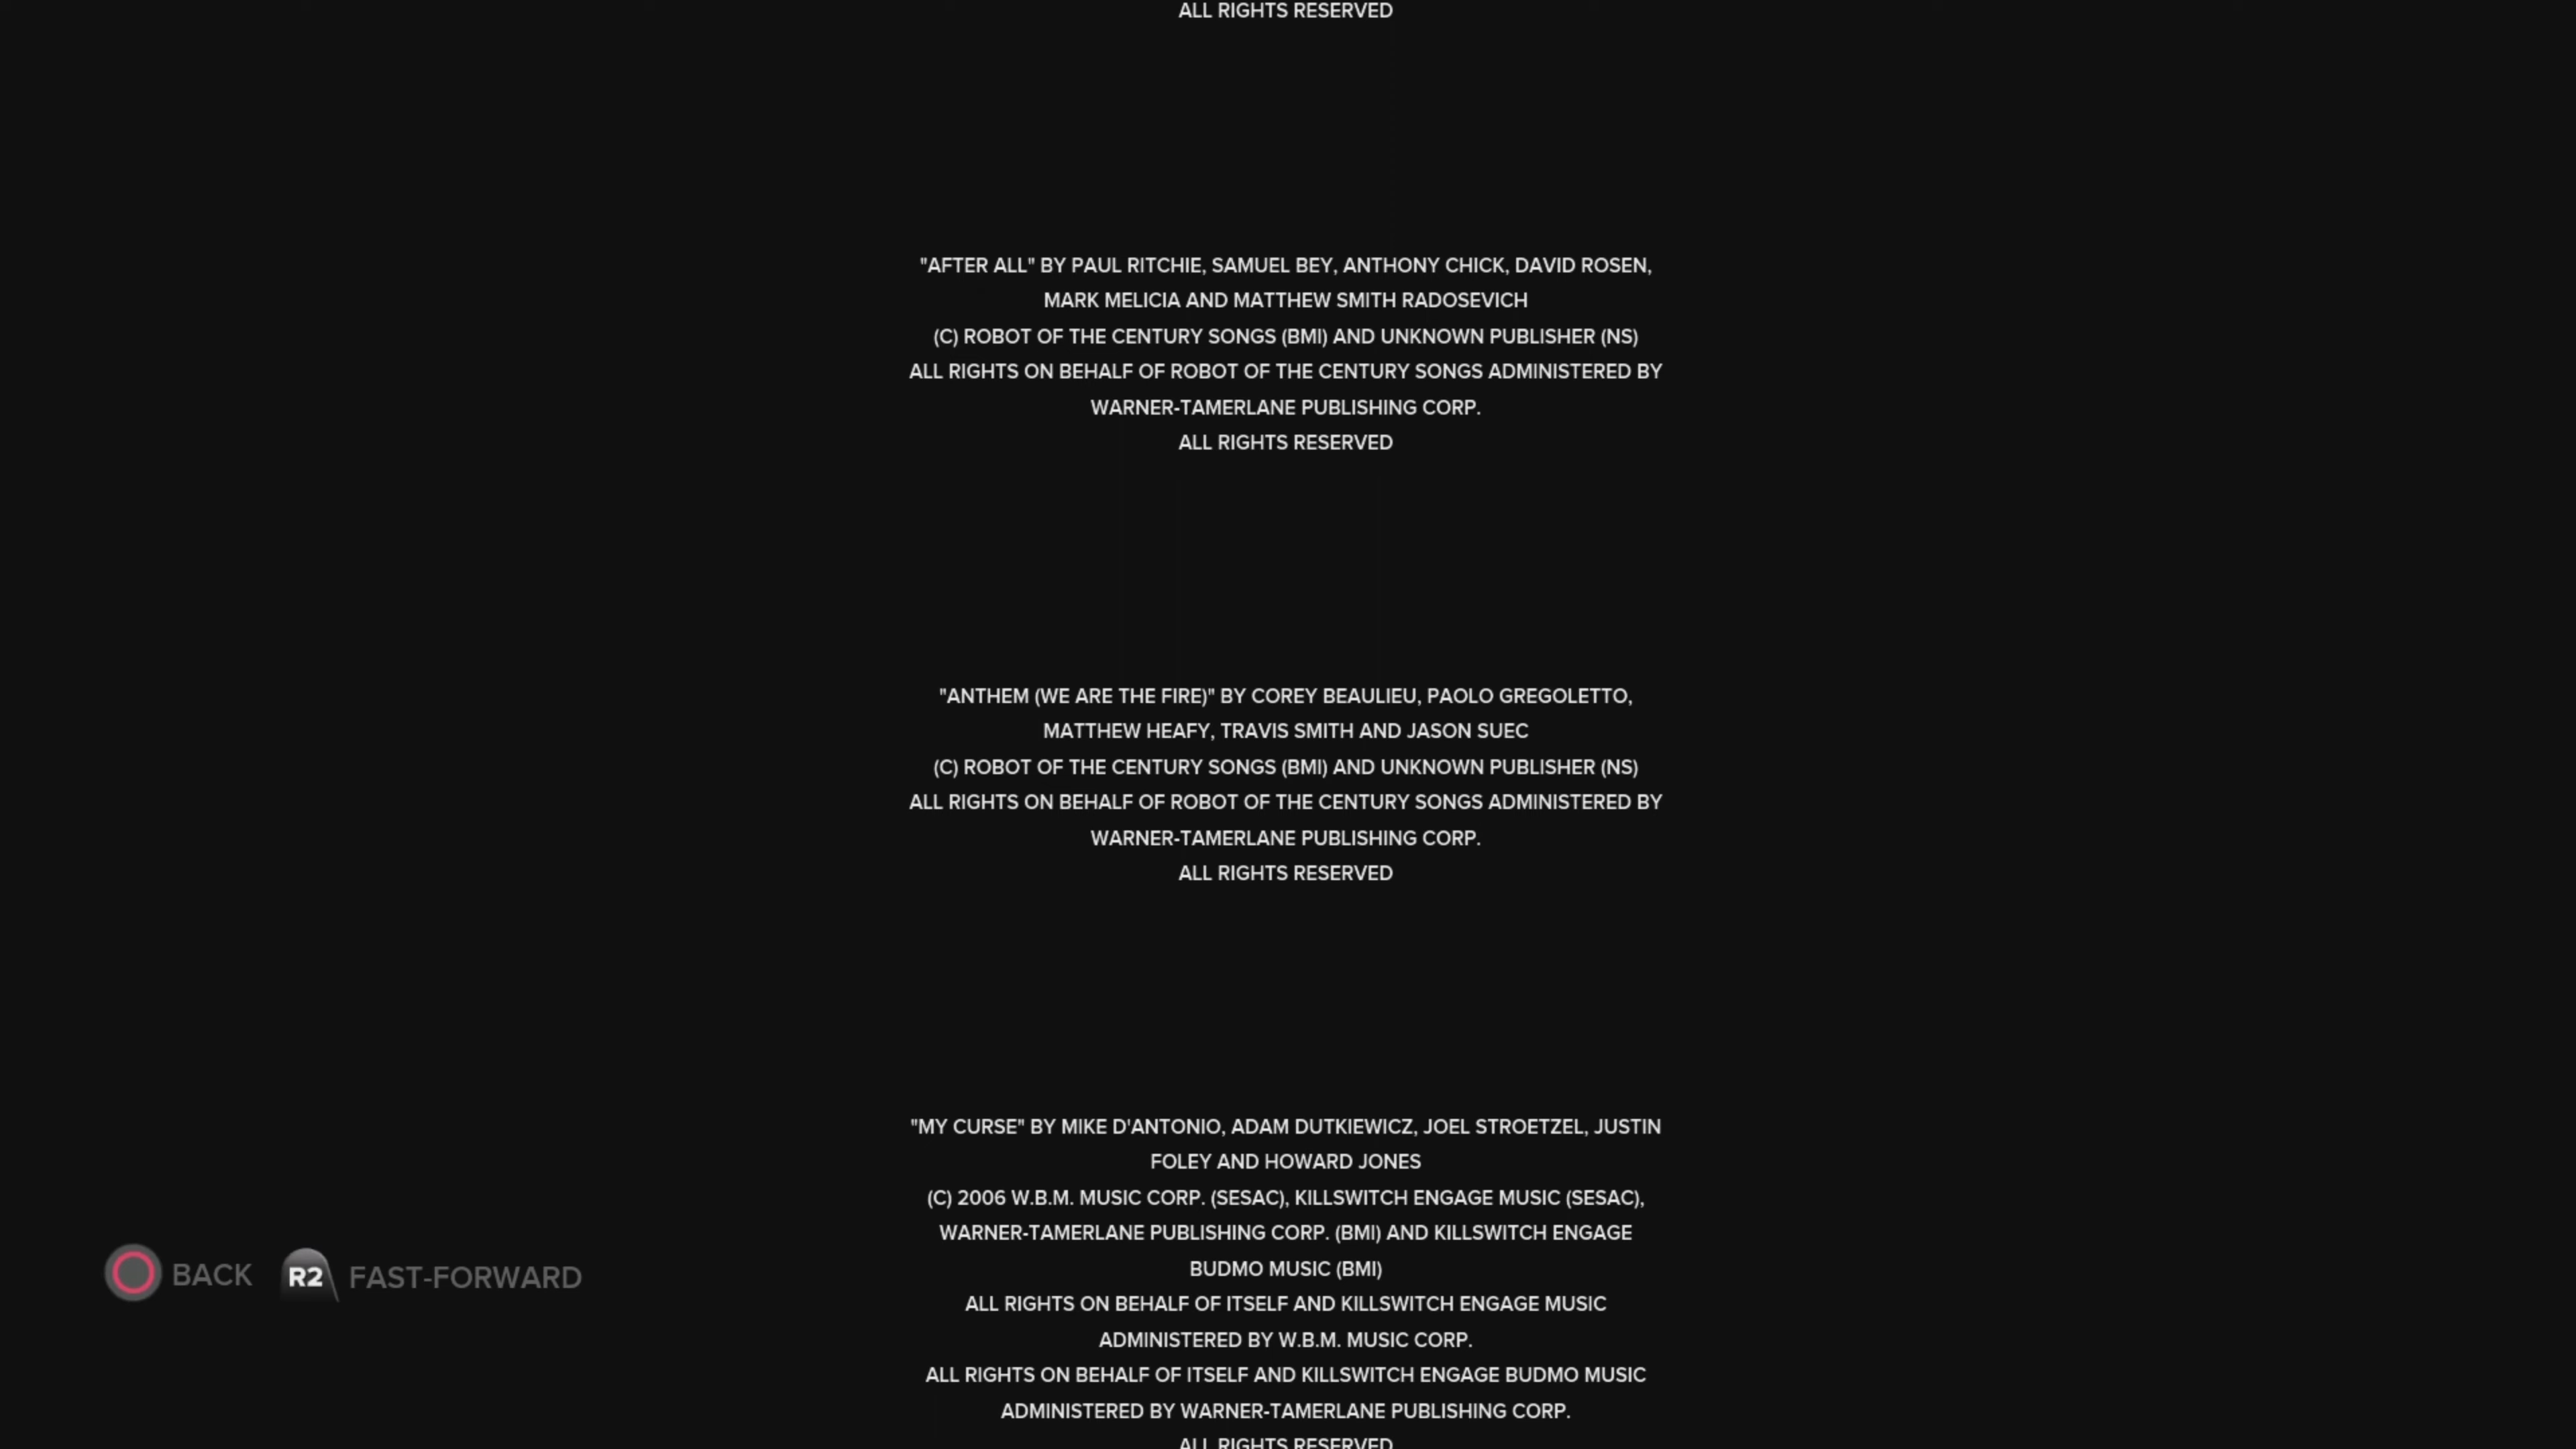 ALL RIGHTS RESERVED
"AFTER ALL" BY PAUL RITCHIE, SAMUEL BEY, ANTHONY CHICK, DAVID ROSEN,
MARK MELICIA AND MATTHEW SMITH RADOSEVICH
(C) ROBOT OF THE CENTURY SONGS (BMI) AND UNKNOWN PUBLISHER (NS)
ALL RIGHTS ON BEHALF OF ROBOT OF THE CENTURY SONGS ADMINISTERED BY
WARNER-TAMERLANE PUBLISHING CORP.
ALL RIGHTS RESERVED
"ANTHEM (WE ARE THE FIRE)" BY COREY BEAULIEU, PAOLO GREGOLETTO,
MATTHEW HEAFY, TRAVIS SMITH AND JASON SUEC
(C) ROBOT OF THE CENTURY SONGS (BMI) AND UNKNOWN PUBLISHER (NS)
ALL RIGHTS ON BEHALF OF ROBOT OF THE CENTURY SONGS ADMINISTERED BY
WARNER-TAMERLANE PUBLISHING CORP.
ALL RIGHTS RESERVED
"MY CURSE" BY MIKE D'ANTONIO, ADAM DUTKIEWICZ, JOEL STROETZEL, JUSTIN
FOLEY AND HOWARD JONES
(C) 2006 W.B.M. MUSIC CORP. (SESAC), KILLSWITCH ENGAGE MUSIC (SESAC),
WARNER-TAMERLANE PUBLISHING CORP. (BMI) AND KILLSWITCH ENGAGE
BUDMO MUSIC (BMI)
ALL RIGHTS ON BEHALF OF ITSELF AND KILLSWITCH ENGAGE MUSIC
ADMINISTERED BY W.B.M. MUSIC CORP.
ALL RIGHTS ON BEHALF OF ITSELF AND KILLSWITCH ENGAGE BUDMO MUSIC
ADMINISTERED BY WARNER-TAMERLANE PUBLISHING CORP.
ALL RIGHTS RESERVED
BACK R2 FAST-FORWARD